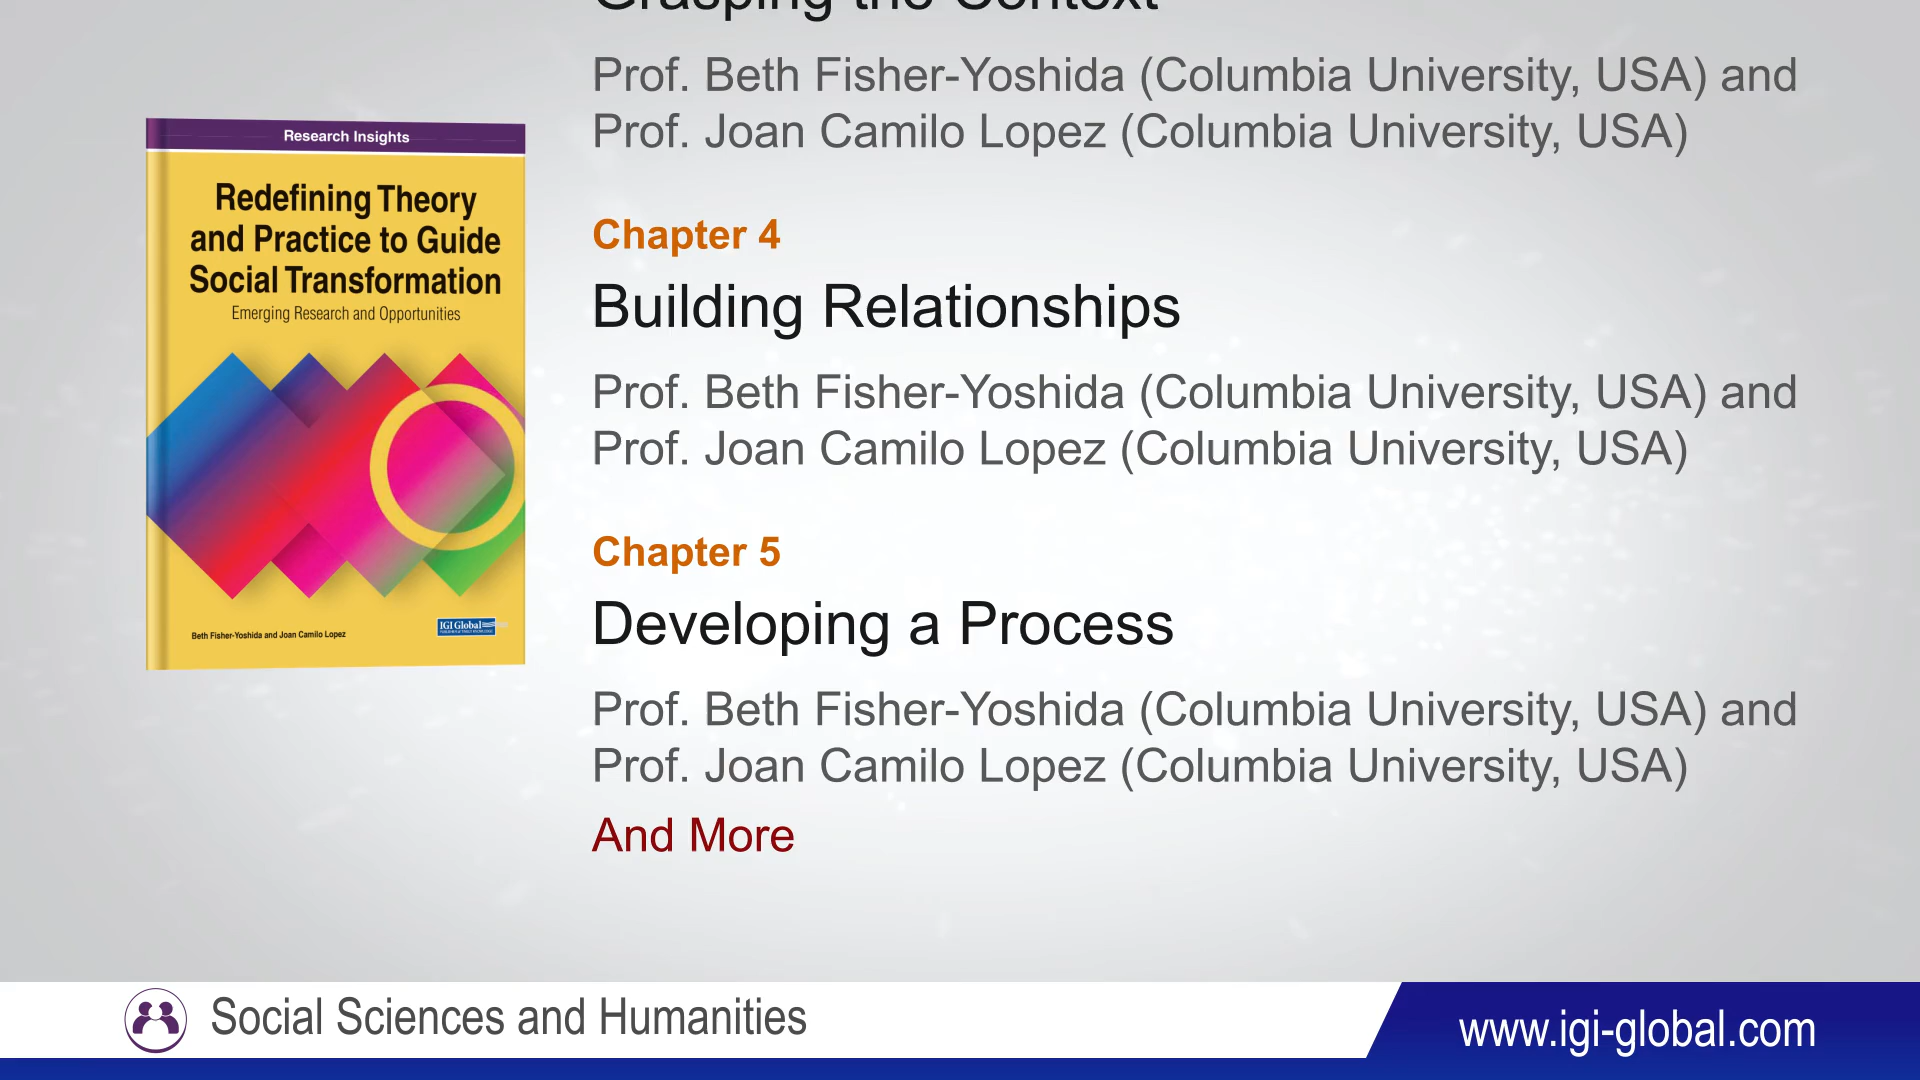 Grasping the Context
Prof. Beth Fisher-Yoshida (Columbia University, USA) and
Prof. Joan Camilo Lopez (Columbia University, USA)
Research Insights
Redefining Theory
and Practice to Guide
Social Transformation
Emerging Research and Opportunities
Beth Fisher-Yoshida and Joan Camilo Lopez
IGI Global
Chapter 4
Building Relationships
Prof. Beth Fisher-Yoshida (Columbia University, USA) and
Prof. Joan Camilo Lopez (Columbia University, USA)
Chapter 5
Developing a Process
Prof. Beth Fisher-Yoshida (Columbia University, USA) and
Prof. Joan Camilo Lopez (Columbia University, USA)
And More
Social Sciences and Humanities
www.igi-global.com